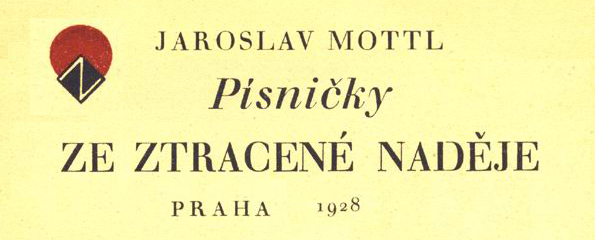 JAROSLAV MOTTL
Písničky
ZE ZTRACENÉ NADĚJE
PRAHA 1928